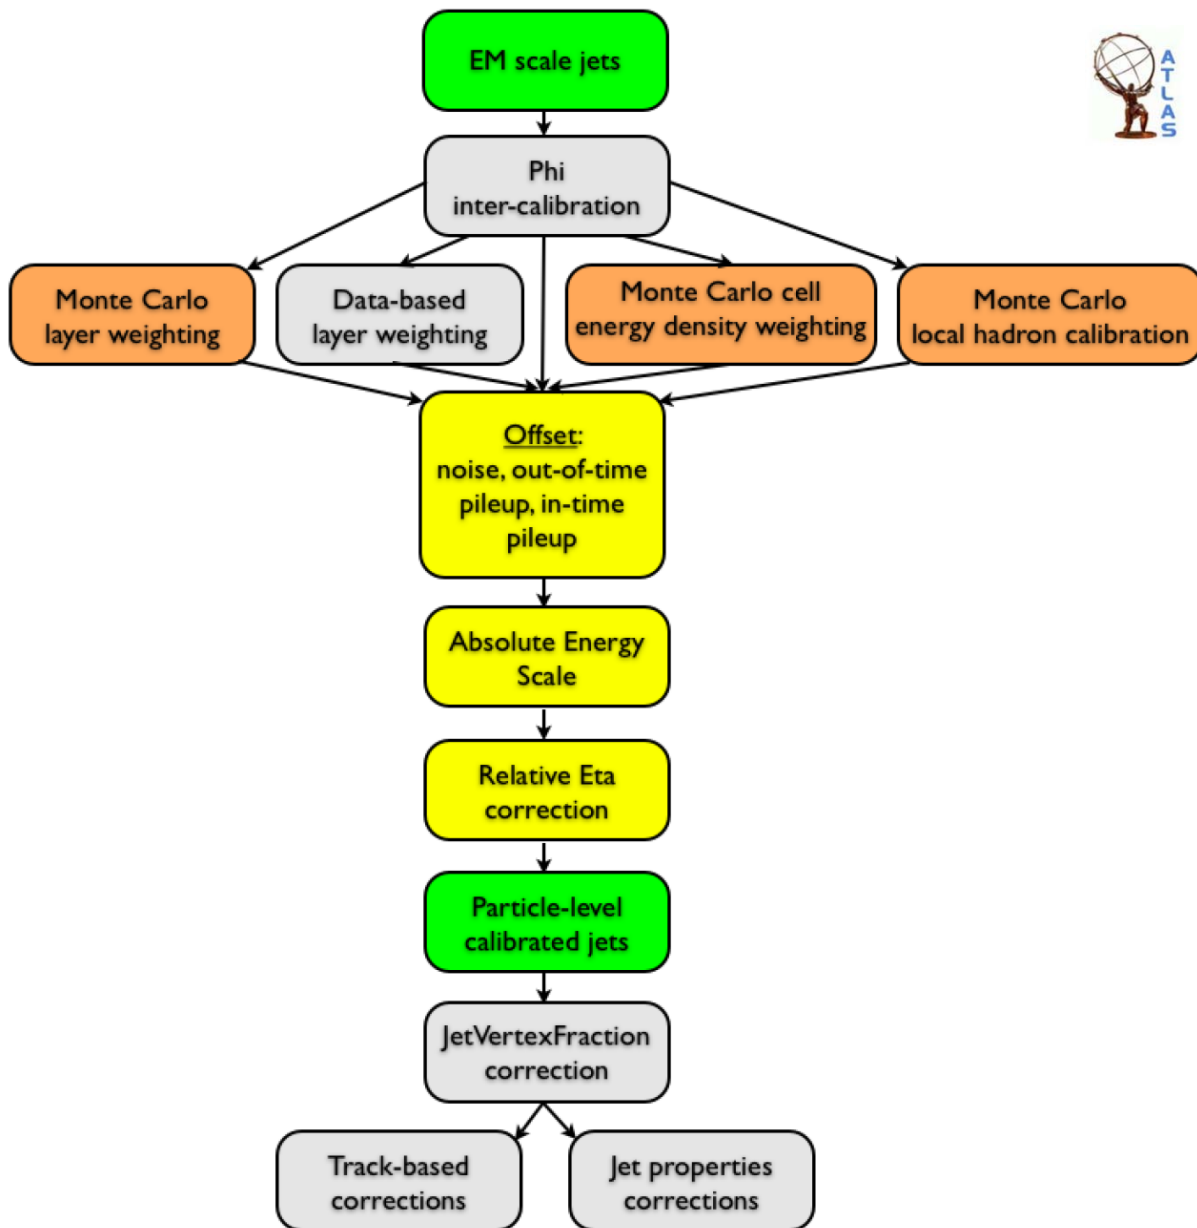 EM scale jets
ATLAS
Phi
inter-calibration
Monte Carlo
layer weighting
Data-based
layer weighting
Monte Carlo cell
energy density weighting
Monte Carlo
local hadron calibration
Offset:
noise, out-of-time
pileup, in-time
pileup
Absolute Energy
Scale
Relative Eta
correction
Particle-level
calibrated jets
JetVertexFraction
correction
Track-based
corrections
Jet properties
corrections